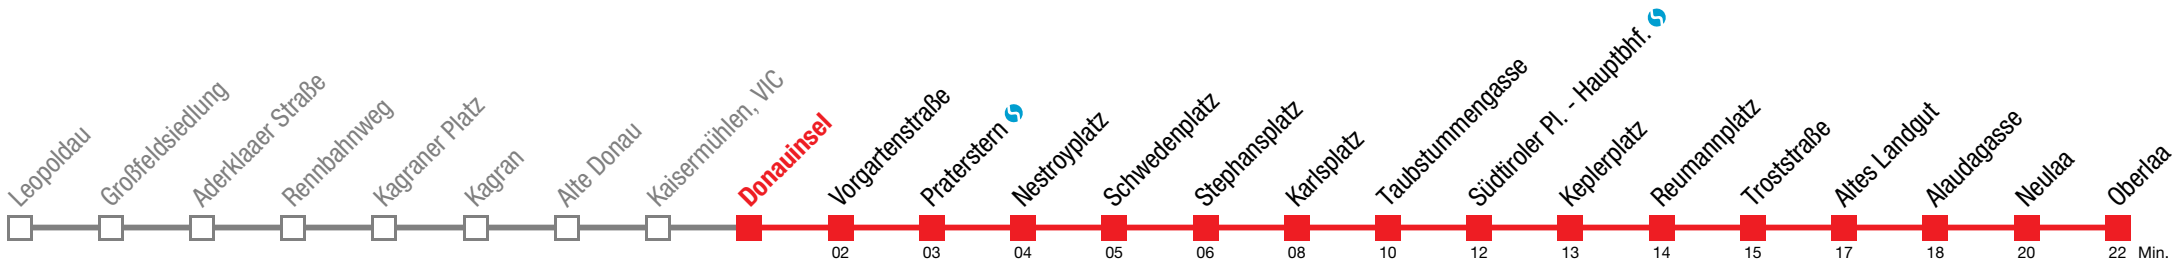 Leopoldau
Großfeldsiedlung
Aderklaaer Straße
Rennbahnweg
Kagraner Platz
Kagran
Alte Donau
Kaisermühlen, VIC
Donauinsel
Vorgartenstraße
Praterstern
Nestroyplatz
Schwedenplatz
Stephansplatz
Karlsplatz
Taubstummengasse
Südtiroler Pl. - Hauptbhf.
Keplerplatz
Reumannplatz
Troststraße
Altes Landgut
Alaudagasse
Neulaa
Oberlaa
02 03 04 05 06 08 10 12 13 14 15 17 18 20 22 Min.